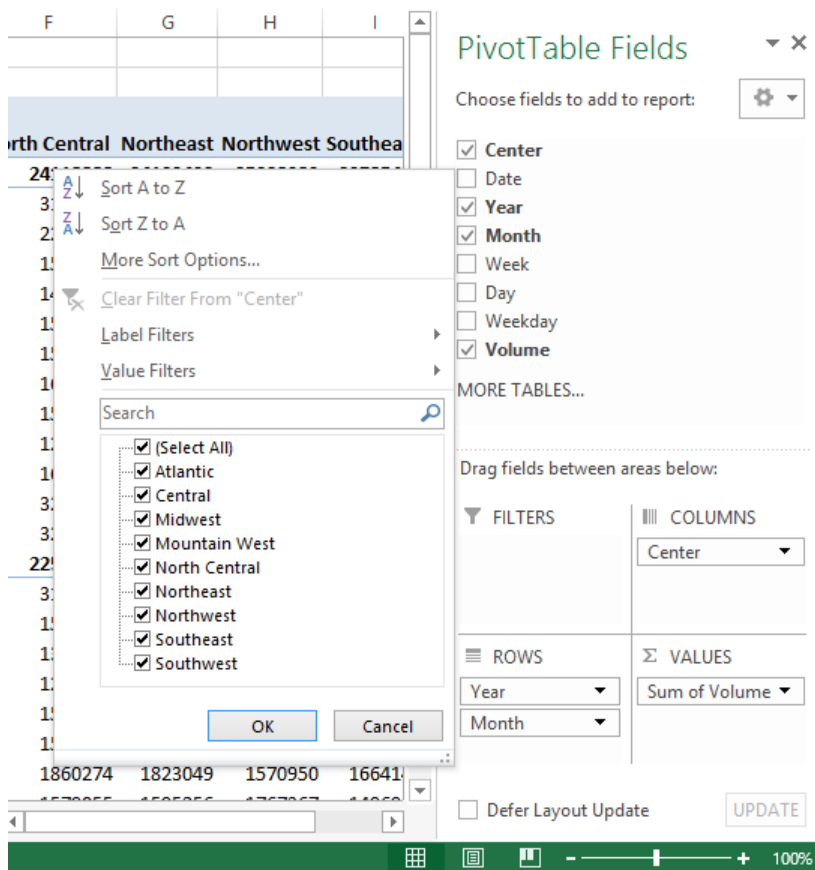 F G H I
PivotTable Fields
Choose fields to add to report:
rth Central Northeast Northwest Southea
24
Sort A to Z
Sort Z to A
More Sort Options...
Clear Filter From "Center"
Label Filters
Value Filters
Search
(Select All)
Atlantic
Central
Midwest
Mountain West
North Central
Northeast
Northwest
Southeast
Southwest
OK Cancel
1860274 1823049 1570950 16641
Center
Date
Year
Month
Week
Day
Weekday
Volume
MORE TABLES...
Drag fields between areas below:
FILTERS
COLUMNS
Center
ROWS
Year
Month
Σ VALUES
Sum of Volume
Defer Layout Update UPDATE
100%